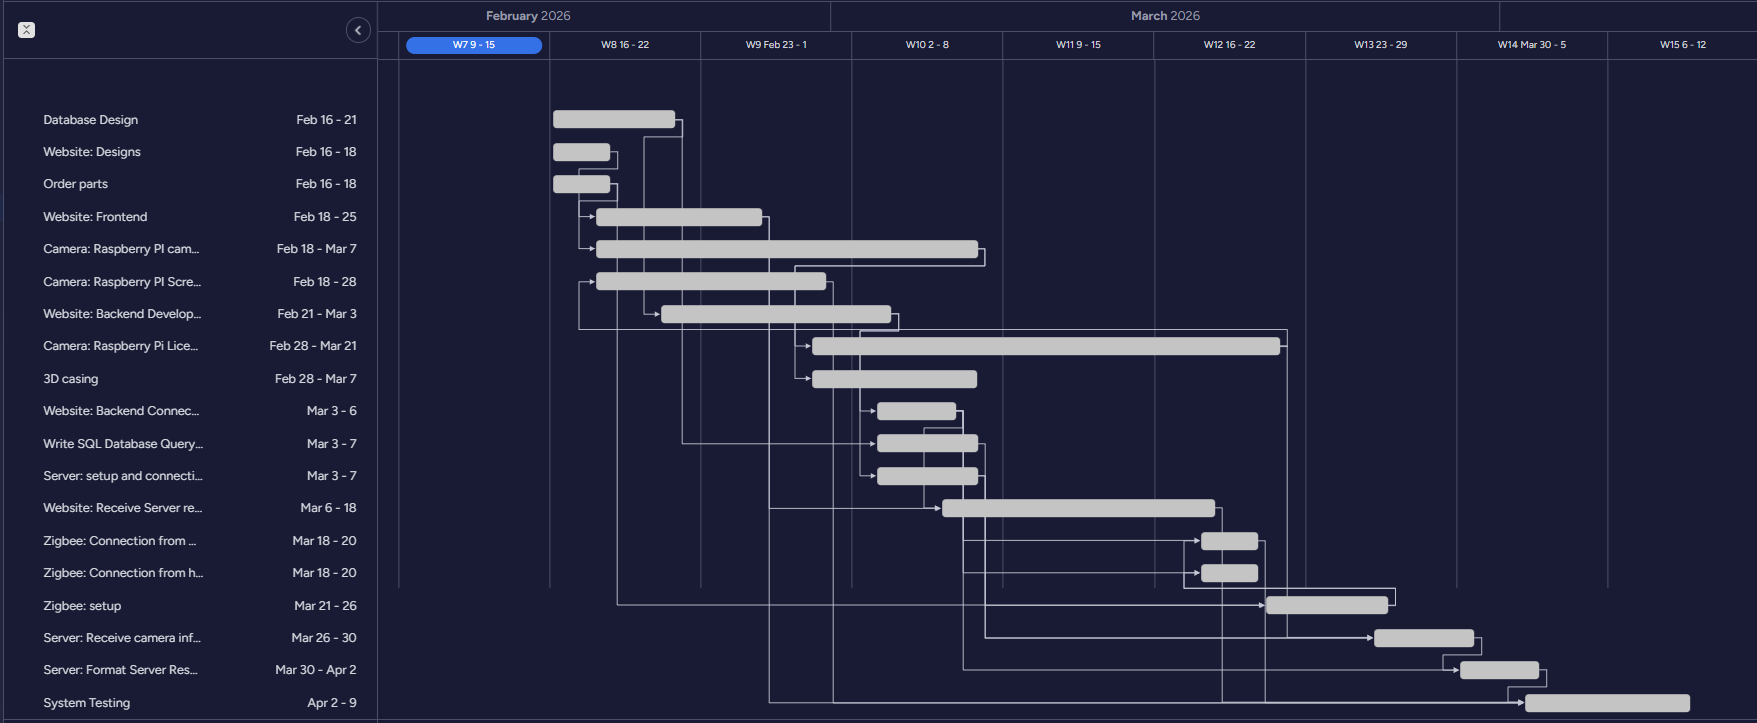 February 2026
March 2026
W7 9 - 15
W8 16 - 22
W9 Feb 23 - 1
W10 2 - 8
W11 9 - 15
W12 16 - 22
W13 23 - 29
W14 Mar 30 - 5
W15 6 - 12
Database Design Feb 16 - 21
Website: Designs Feb 16 - 18
Order parts Feb 16 - 18
Website: Frontend Feb 18 - 25
Camera: Raspberry PI cam... Feb 18 - Mar 7
Camera: Raspberry PI Scre... Feb 18 - 28
Website: Backend Develop... Feb 21 - Mar 3
Camera: Raspberry Pi Lice... Feb 28 - Mar 21
3D casing Feb 28 - Mar 7
Website: Backend Connec... Mar 3 - 6
Write SQL Database Query... Mar 3 - 7
Server: setup and connecti... Mar 3 - 7
Website: Receive Server re... Mar 6 - 18
Zigbee: Connection from ... Mar 18 - 20
Zigbee: Connection from h... Mar 18 - 20
Zigbee: setup Mar 21 - 26
Server: Receive camera inf... Mar 26 - 30
Server: Format Server Res... Mar 30 - Apr 2
System Testing Apr 2 - 9